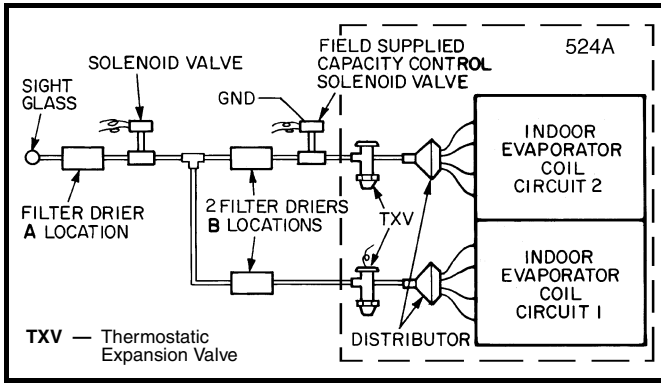 524A
FIELD SUPPLIED
CAPACITY CONTROL
SOLENOID VALVE
SOLENOID VALVE
GND
SIGHT
GLASS
INDOOR
EVAPORATOR
COIL
CIRCUIT 2
FILTER DRIER
A LOCATION
2 FILTER DRIERS
B LOCATIONS
TXV
INDOOR
EVAPORATOR
COIL
CIRCUIT 1
DISTRIBUTOR
TXV — Thermostatic
Expansion Valve